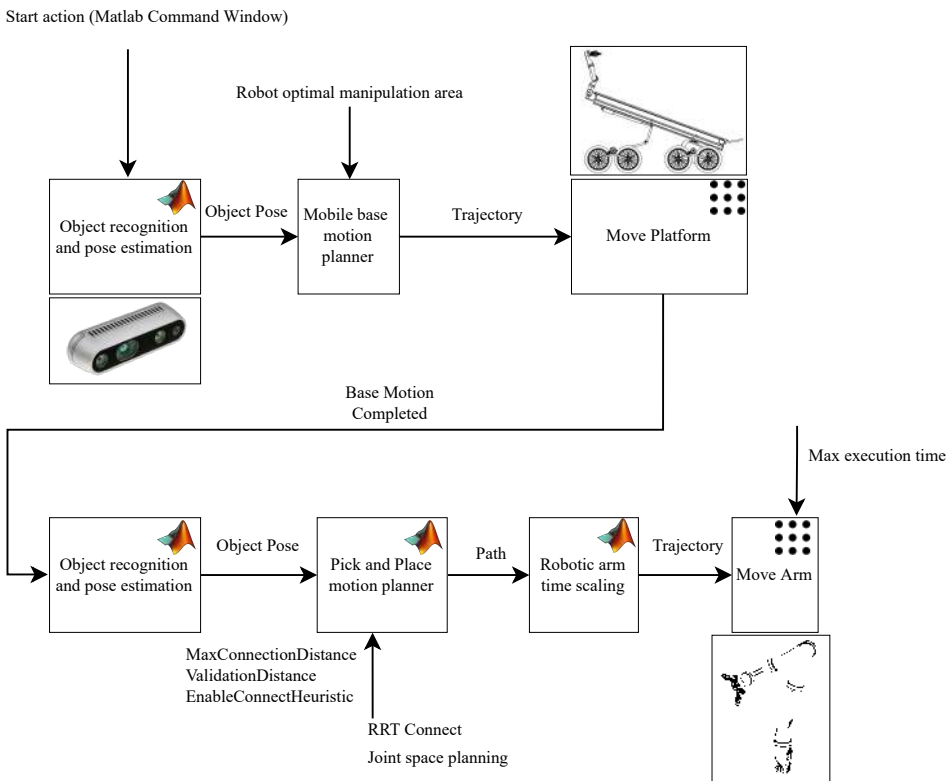 Start action (Matlab Command Window)
Robot optimal manipulation area
Object recognition
and pose estimation
Object Pose
Mobile base
motion
planner
Trajectory
Move Platform
Base Motion
Completed
Max execution time
Object recognition
and pose estimation
Object Pose
Pick and Place
motion planner
Path
Robotic arm
time scaling
Trajectory
Move Arm
MaxConnectionDistance
ValidationDistance
EnableConnectHeuristic
RRT Connect
Joint space planning